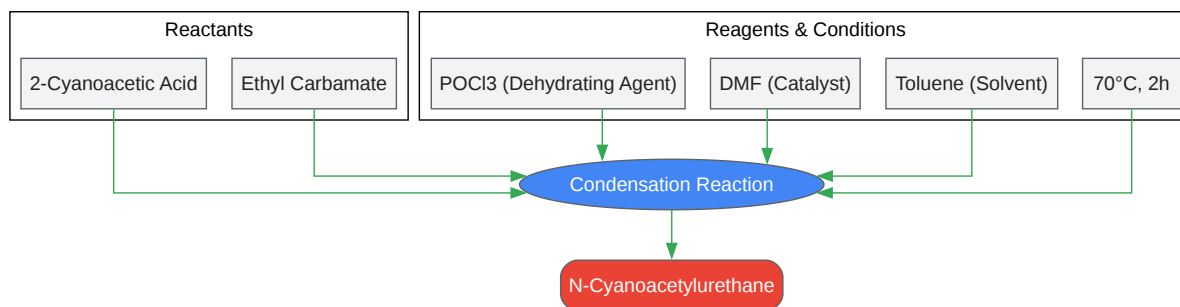 Reactants
Reagents & Conditions
2-Cyanoacetic Acid
Ethyl Carbamate
POCl3 (Dehydrating Agent)
DMF (Catalyst)
Toluene (Solvent)
70°C, 2h
Condensation Reaction
N-Cyanoacetylurethane